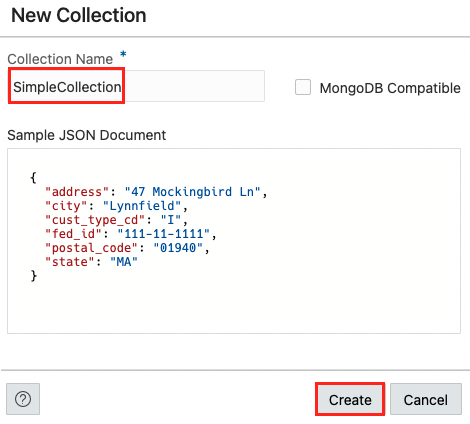 New Collection
Collection Name *
SimpleCollection
MongoDB Compatible
Sample JSON Document
{
"address": "47 Mockingbird Ln",
"city": "Lynnfield",
"cust_type_cd": "I",
"fed_id": "111-11-1111",
"postal_code": "01940",
"state": "MA"
}
?
Create
Cancel